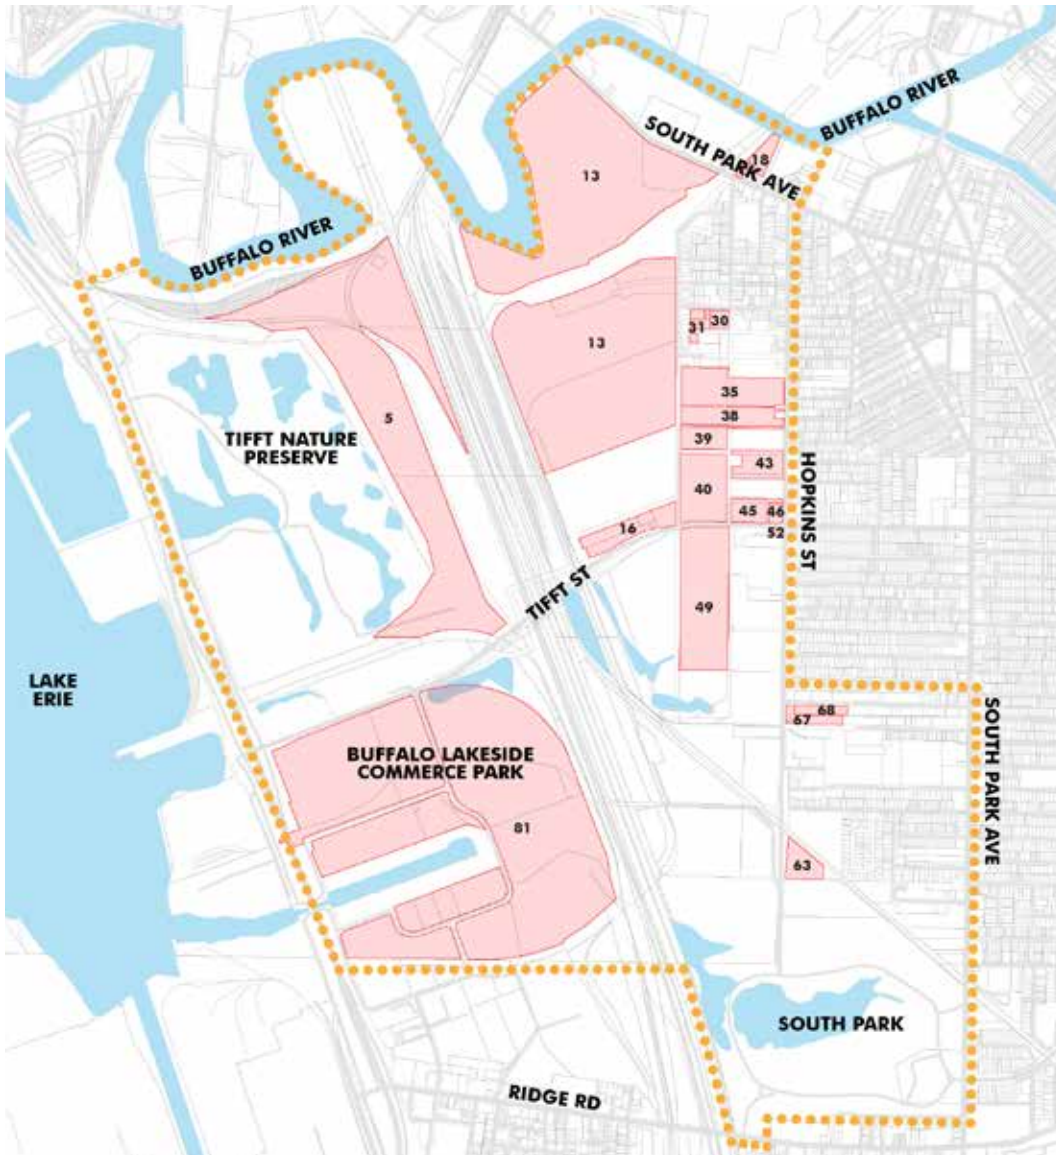 BUFFALO RIVER
SOUTH PARK AVE
18
13
BUFFALO RIVER
31
30
13
35
5
38
TIFFT NATURE
PRESERVE
39
43
HOPKINS ST
40
45
46
16
52
TIFFT ST
49
LAKE
ERIE
68
67
SOUTH PARK AVE
BUFFALO LAKESIDE
COMMERCE PARK
81
63
SOUTH PARK
RIDGE RD